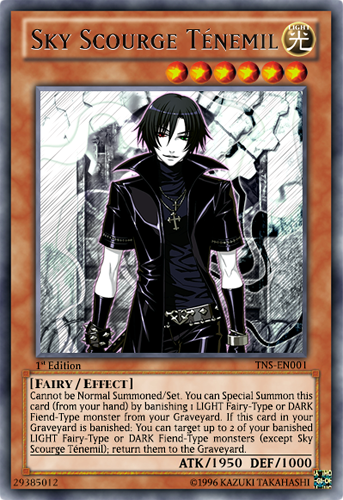 SKY SCOURGE TÉNEMIL
LIGHT
光
1st Edition
TNS-EN001
[FAIRY / EFFECT]
Cannot be Normal Summoned/Set. You can Special Summon this
card (from your hand) by banishing 1 LIGHT Fairy-Type or DARK
Fiend-Type monster from your Graveyard. If this card in your
Graveyard is banished: You can target up to 2 of your banished
LIGHT Fairy-Type or DARK Fiend-Type monsters (except Sky
Scourge Ténemil); return them to the Graveyard.
ATK/1950 DEF/1000
29385012
©1996 KAZUKI TAKAHASHI